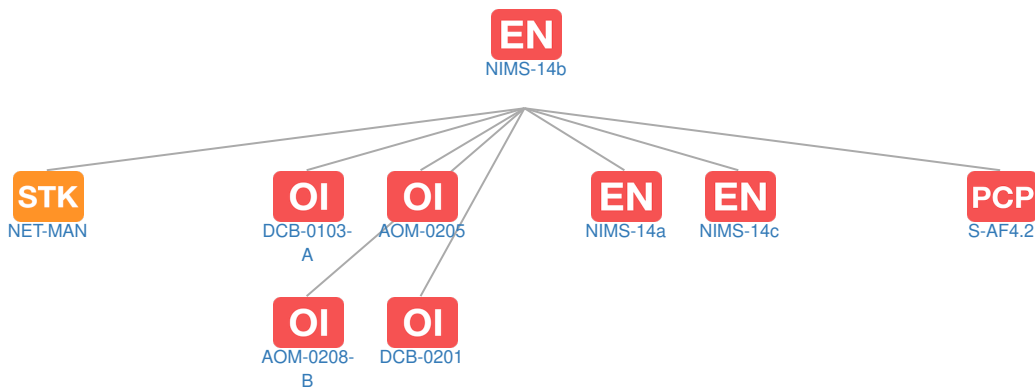 EN
NIMS-14b
STK OI OI EN EN PCP
NET-MAN DCB-0103- AOM-0205 NIMS-14a NIMS-14c S-AF4.2
A
OI OI
AOM-0208- DCB-0201
B